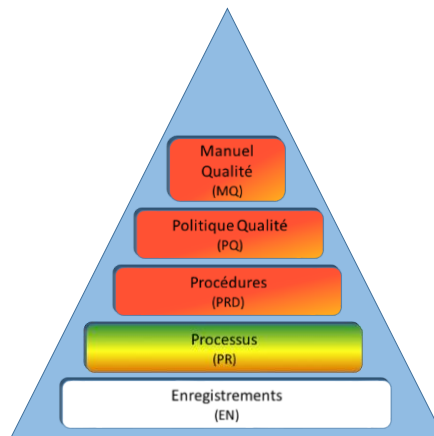 Manuel
Qualité
(MQ)
Politique Qualité
(PQ)
Procédures
(PRD)
Processus
(PR)
Enregistrements
(EN)